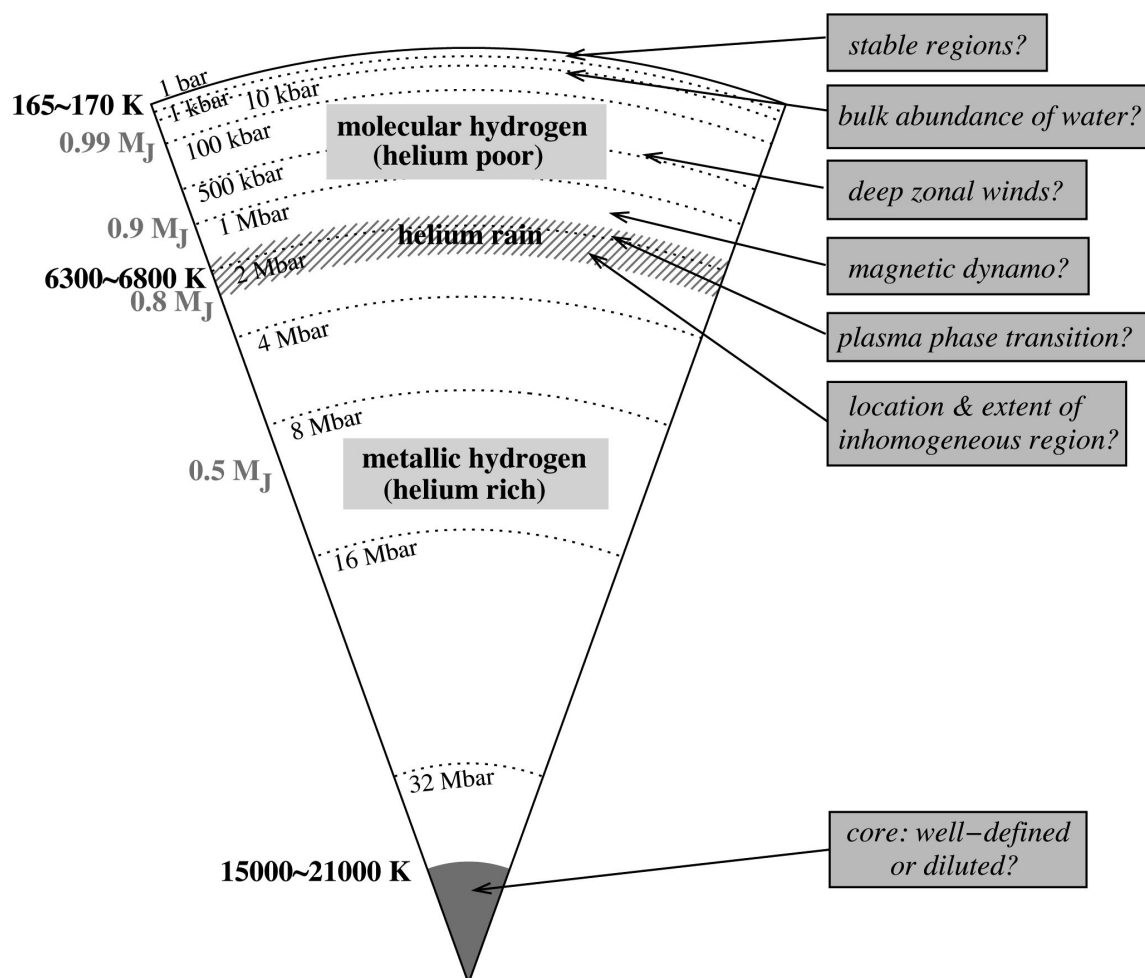 stable regions?
1 bar
165~170 K
1 kbar
10 kbar
bulk abundance of water?
0.99 MJ
100 kbar
molecular hydrogen
(helium poor)
500 kbar
deep zonal winds?
0.9 MJ
1 Mbar
helium rain
magnetic dynamo?
6300~6800 K
2 Mbar
0.8 MJ
4 Mbar
plasma phase transition?
location & extent of
inhomogeneous region?
8 Mbar
0.5 MJ
metallic hydrogen
(helium rich)
16 Mbar
32 Mbar
15000~21000 K
core: well−defined
or diluted?